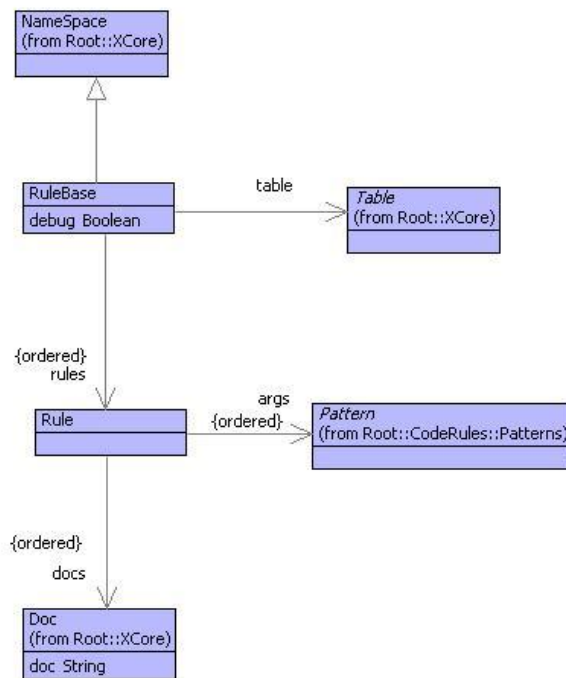 NameSpace
(from Root::XCore)
RuleBase
debug Boolean
table
Table
(from Root::XCore)
{ordered}
rules
Rule
args
{ordered}
Pattern
(from Root::CodeRules::Patterns)
{ordered}
docs
Doc
(from Root::XCore)
doc String